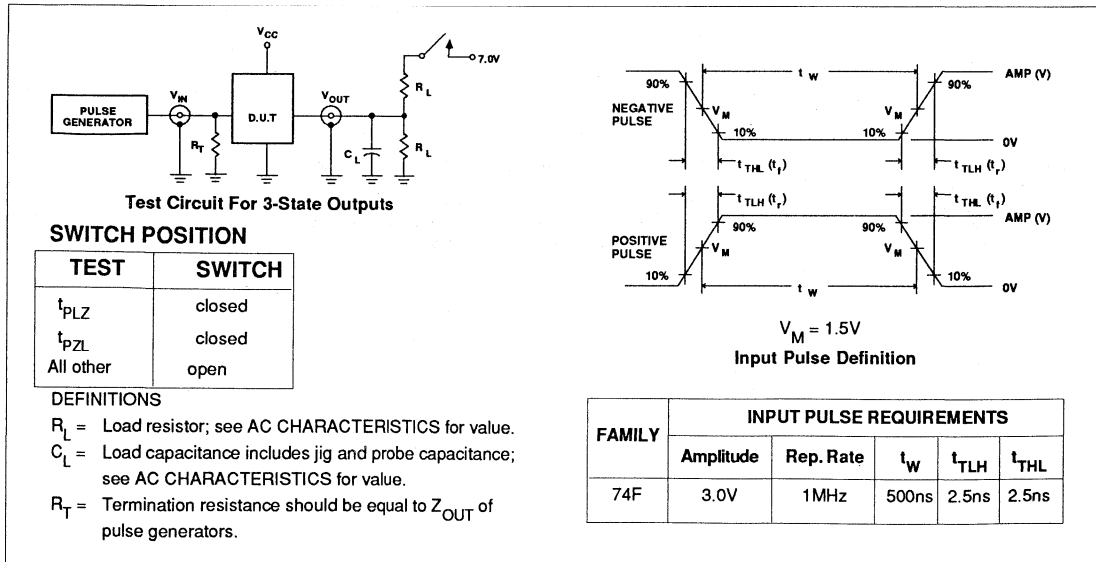 VCC
7.0V
RL
VIN
VOUT
PULSE
GENERATOR
D.U.T
RT
CL
RL
Test Circuit For 3-State Outputs
SWITCH POSITION
TEST SWITCH
tPLZ closed
tPZL closed
All other open
DEFINITIONS
RL = Load resistor; see AC CHARACTERISTICS for value.
CL = Load capacitance includes jig and probe capacitance;
see AC CHARACTERISTICS for value.
RT = Termination resistance should be equal to ZOUT of
pulse generators.
tW AMP (V)
90% 90%
NEGATIVE
PULSE
VM VM
10% 10%
0V
tTHL (tf) tTLH (tr)
tTLH (tr) tTHL (tf)
AMP (V)
90% 90%
POSITIVE
PULSE
VM VM
10% 10%
tW 0V
VM = 1.5V
Input Pulse Definition
FAMILY INPUT PULSE REQUIREMENTS
Amplitude Rep. Rate tW tTLH tTHL
74F 3.0V 1MHz 500ns 2.5ns 2.5ns